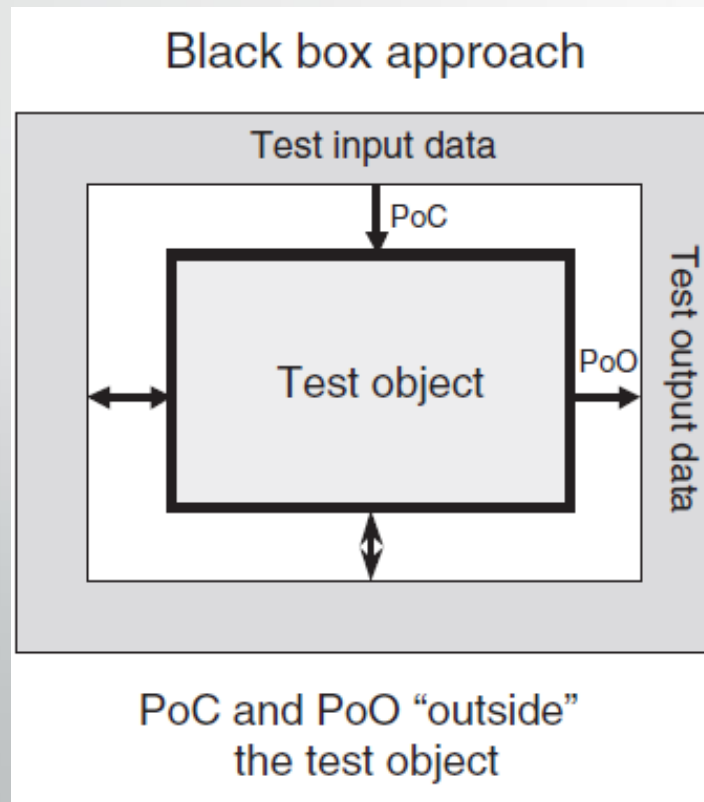 Black box approach
Test input data
PoC
Test object
PoO
Test output data
PoC and PoO “outside”
the test object